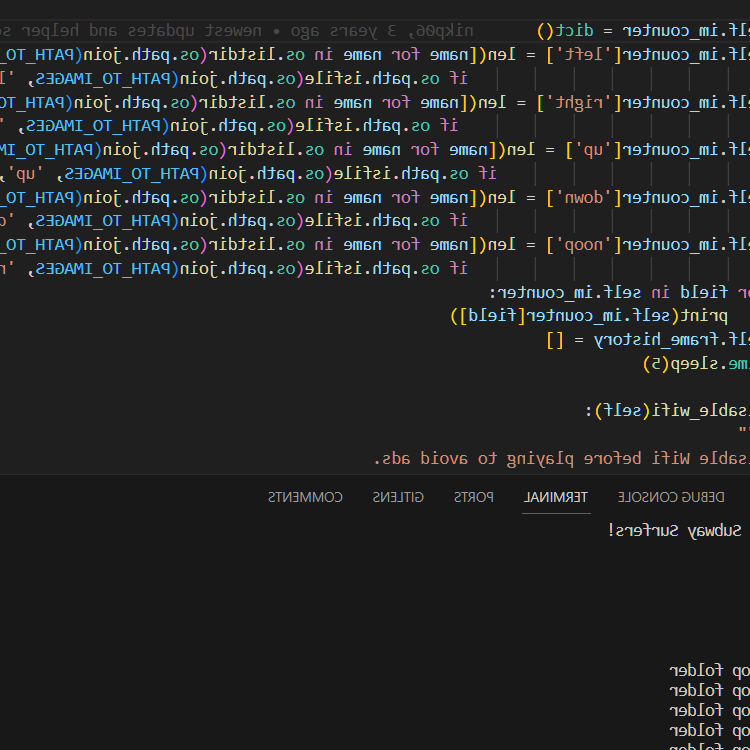 elf.im_counter = dict() nikp06, 3 years ago • newest updates and helper sc
elf.im_counter['left'] = len([name for name in os.listdir(os.path.join(PATH_TO_
if os.path.isfile(os.path.join(PATH_TO_IMAGES, 'l
elf.im_counter['right'] = len([name for name in os.listdir(os.path.join(PATH_TO
if os.path.isfile(os.path.join(PATH_TO_IMAGES, '
elf.im_counter['up'] = len([name for name in os.listdir(os.path.join(PATH_TO_IM
if os.path.isfile(os.path.join(PATH_TO_IMAGES, 'up',
elf.im_counter['down'] = len([name for name in os.listdir(os.path.join(PATH_TO_
if os.path.isfile(os.path.join(PATH_TO_IMAGES, 'd
elf.im_counter['noop'] = len([name for name in os.listdir(os.path.join(PATH_TO_
if os.path.isfile(os.path.join(PATH_TO_IMAGES, 'n
or field in self.im_counter:
print(self.im_counter[field])
elf.frame_history = []
me.sleep(5)
isable_wifi(self):
""
isable Wifi before playing to avoid ads.
DEBUG CONSOLE TERMINAL PORTS GITLENS COMMENTS
Subway Surfers!
op folder
op folder
op folder
op folder
op folder